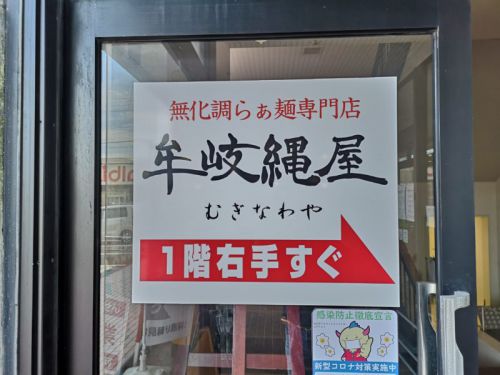 無化調らぁ麺専門店
牟岐縄屋
むぎなわや
1階右手すぐ
感染防止徹底宣言
新型コロナ対策実施中